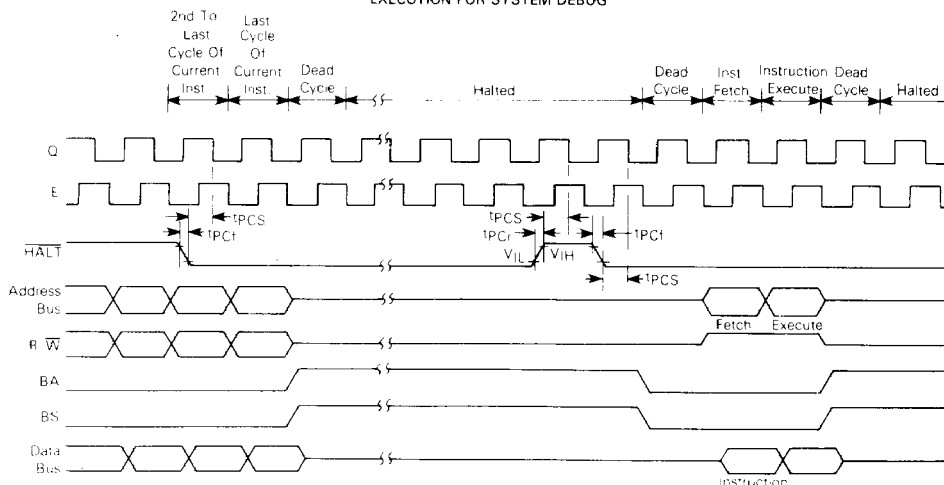 EXECUTION FOR SYSTEM DEBUG
2nd To
Last
Cycle Of
Current
Inst
Last
Cycle
Of
Current
Inst.
Dead
Cycle
Halted
Dead
Cycle
Inst
Fetch
Instruction
Execute
Dead
Cycle
Halted
Q
E
tPCS
tPCf
HALT
tPCS
tPCr
VIL
VIH
tPCf
tPCS
Address
Bus
Fetch
Execute
R W
BA
BS
Data
Bus
Instruction